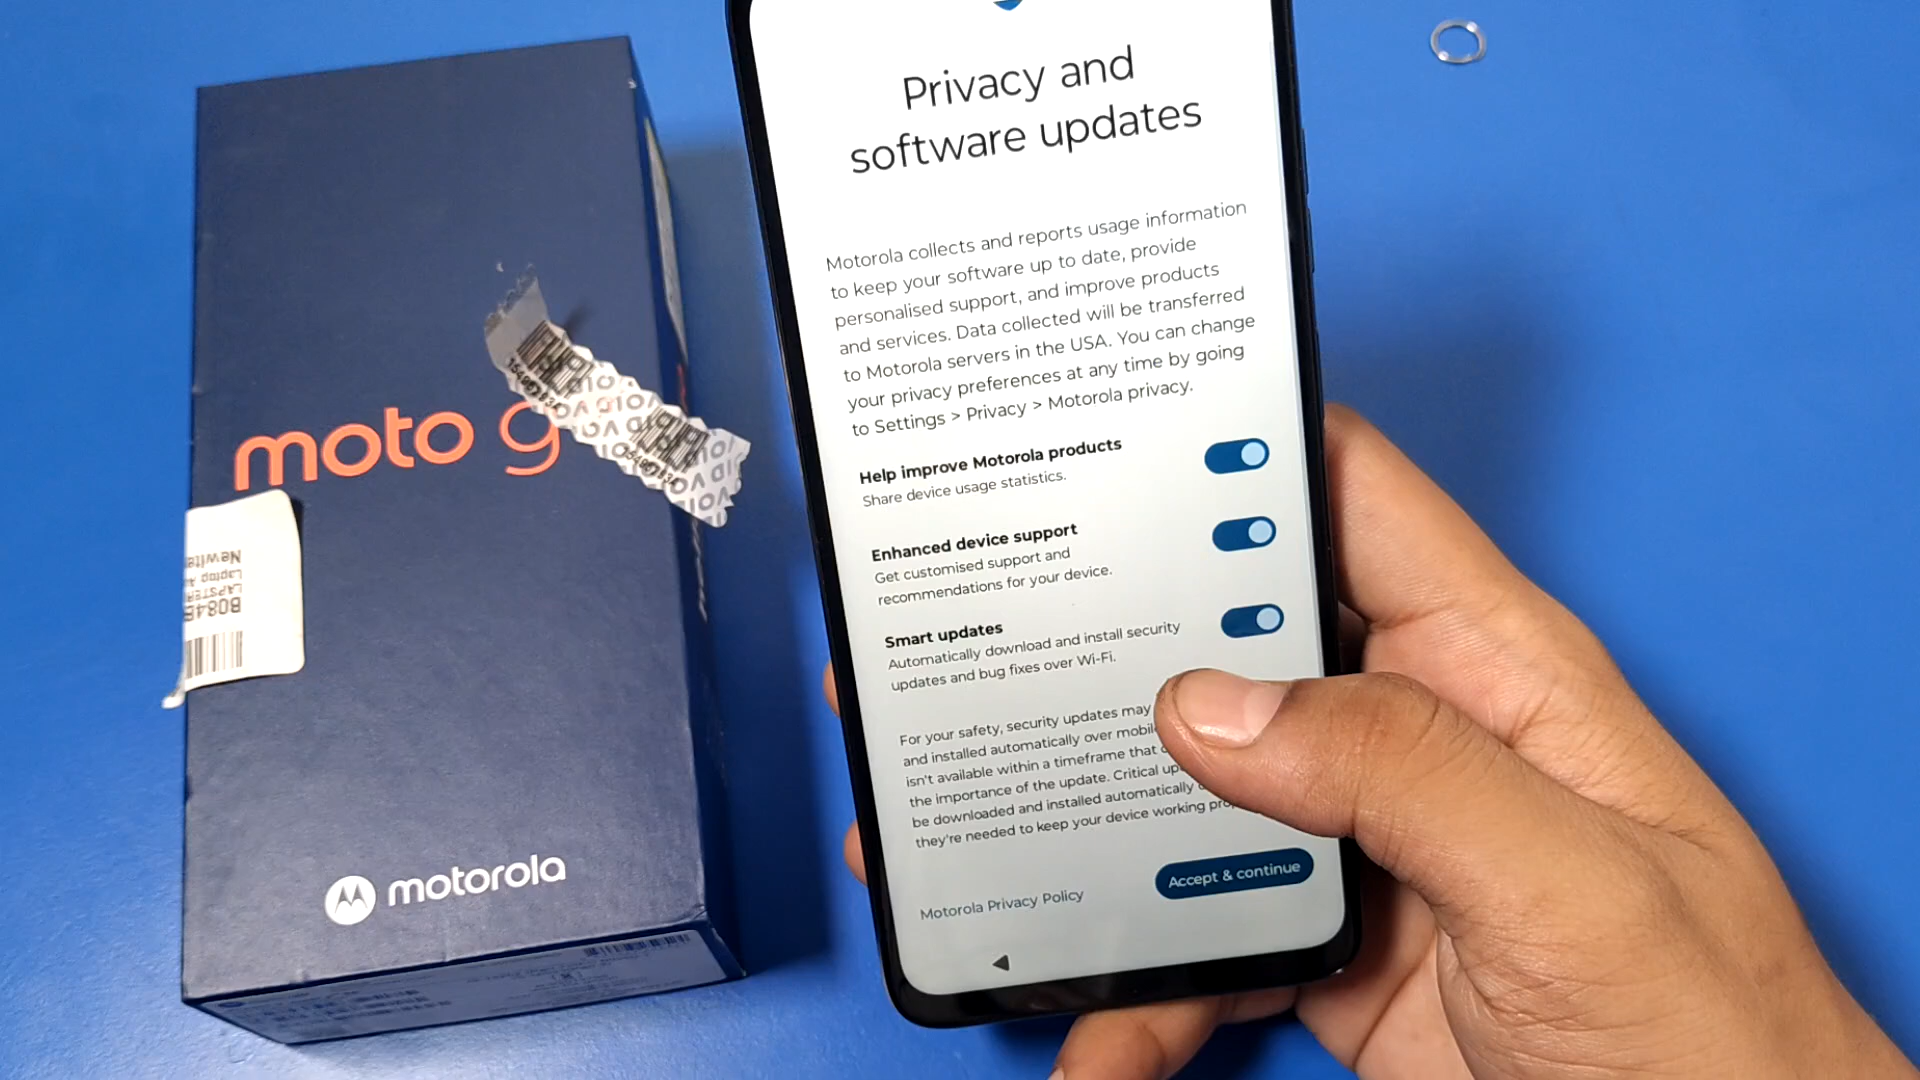 moto g
motorola
B084B
LAPSTER
Laptop A
Privacy and
software updates
Motorola collects and reports usage information
to keep your software up to date, provide
personalised support, and improve products
and services. Data collected will be transferred
to Motorola servers in the USA. You can change
your privacy preferences at any time by going
to Settings > Privacy > Motorola privacy.
Help improve Motorola products
Share device usage statistics.
Enhanced device support
Get customised support and
recommendations for your device.
Smart updates
Automatically download and install security
updates and bug fixes over Wi-Fi.
For your safety, security updates may
and installed automatically over
isn't available within a timeframe that
the importance of the update. Critical
be downloaded and installed automatically
they're needed to keep your device working
Motorola Privacy Policy
Accept & continue